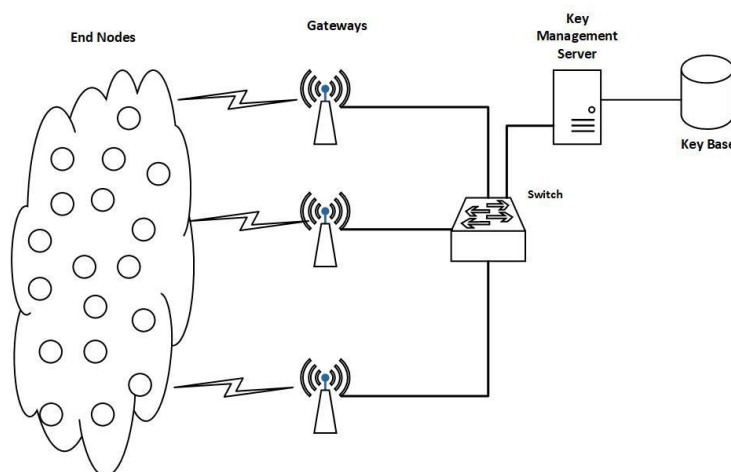 End Nodes
Gateways
Key
Management
Server
Key Base
Switch